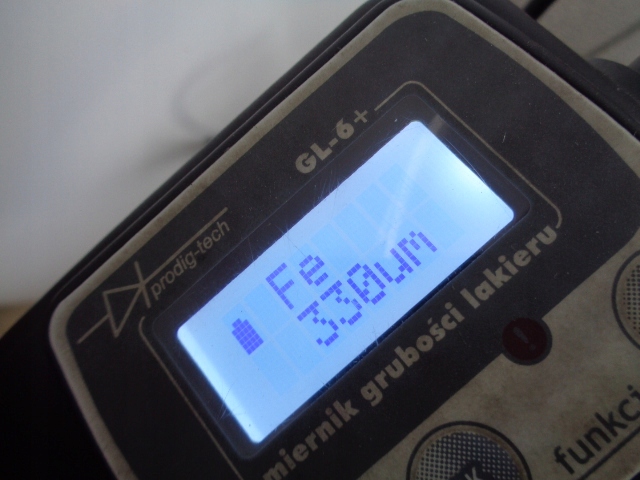 GL-6+
prodig-tech
Fe
330um
miernik grubości lakieru
!
funkcj